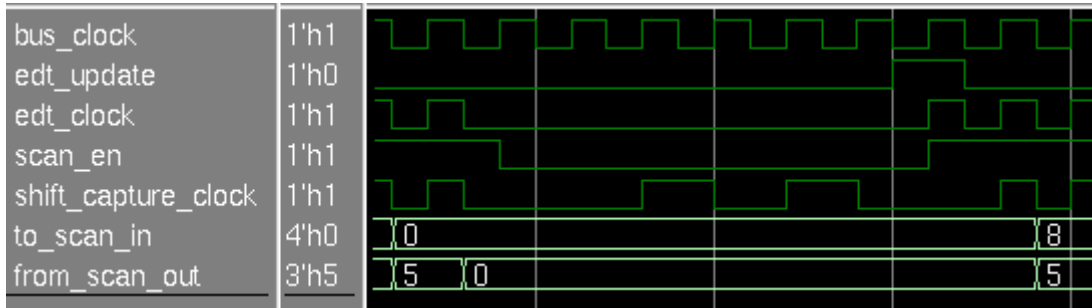 bus_clock 1'h1
edt_update 1'h0
edt_clock 1'h1
scan_en 1'h1
shift_capture_clock 1'h1
to_scan_in 4'h0 0 8
from_scan_out 3'h5 5 0 5